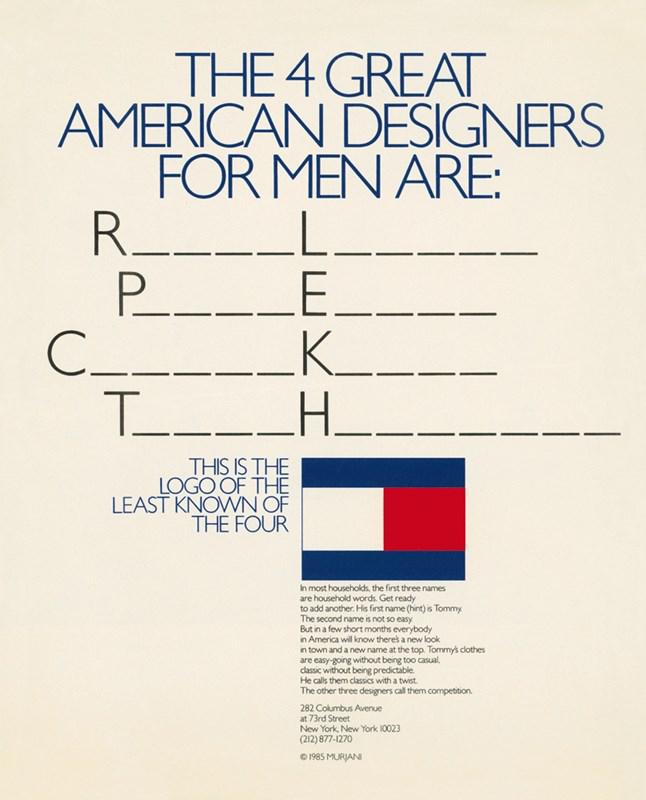 THE 4 GREAT
AMERICAN DESIGNERS
FOR MEN ARE:
R____L_____
P____E____
C_____K____
T____H_______
THIS IS THE
LOGO OF THE
LEAST KNOWN OF
THE FOUR
In most households, the first three names
are household words. Get ready
to add another. His first name (hint) is Tommy.
The second name is not so easy.
But in a few short months everybody
in America will know there's a new look
in town and a new name at the top. Tommy's clothes
are easy-going without being too casual,
classic without being predictable.
He calls them classics with a twist.
The other three designers call them competition.
282 Columbus Avenue
at 73rd Street
New York, New York 10023
(212) 877-1270
© 1985 MURJANI